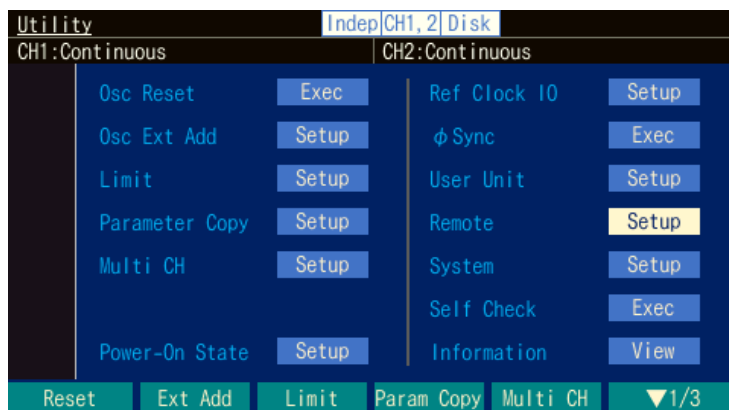 Utility Indep CH1,2 Disk
CH1:Continuous CH2:Continuous
Osc Reset Exec Ref Clock IO Setup
Osc Ext Add Setup ϕSync Exec
Limit Setup User Unit Setup
Parameter Copy Setup Remote Setup
Multi CH Setup System Setup
Self Check Exec
Power-On State Setup Information View
Reset Ext Add Limit Param Copy Multi CH ▼1/3